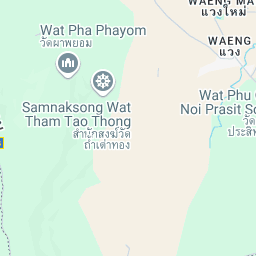 WAENG MA
แวงใหม่
Wat Pha Phayom
วัดผาพยอม
WAENG
แวง
Samnaksong Wat
Tham Tao Thong
สำนักสงฆ์วัด
ถ้ำเต่าทอง
Wat Phu
Noi Prasit So
วัด
ประสิท